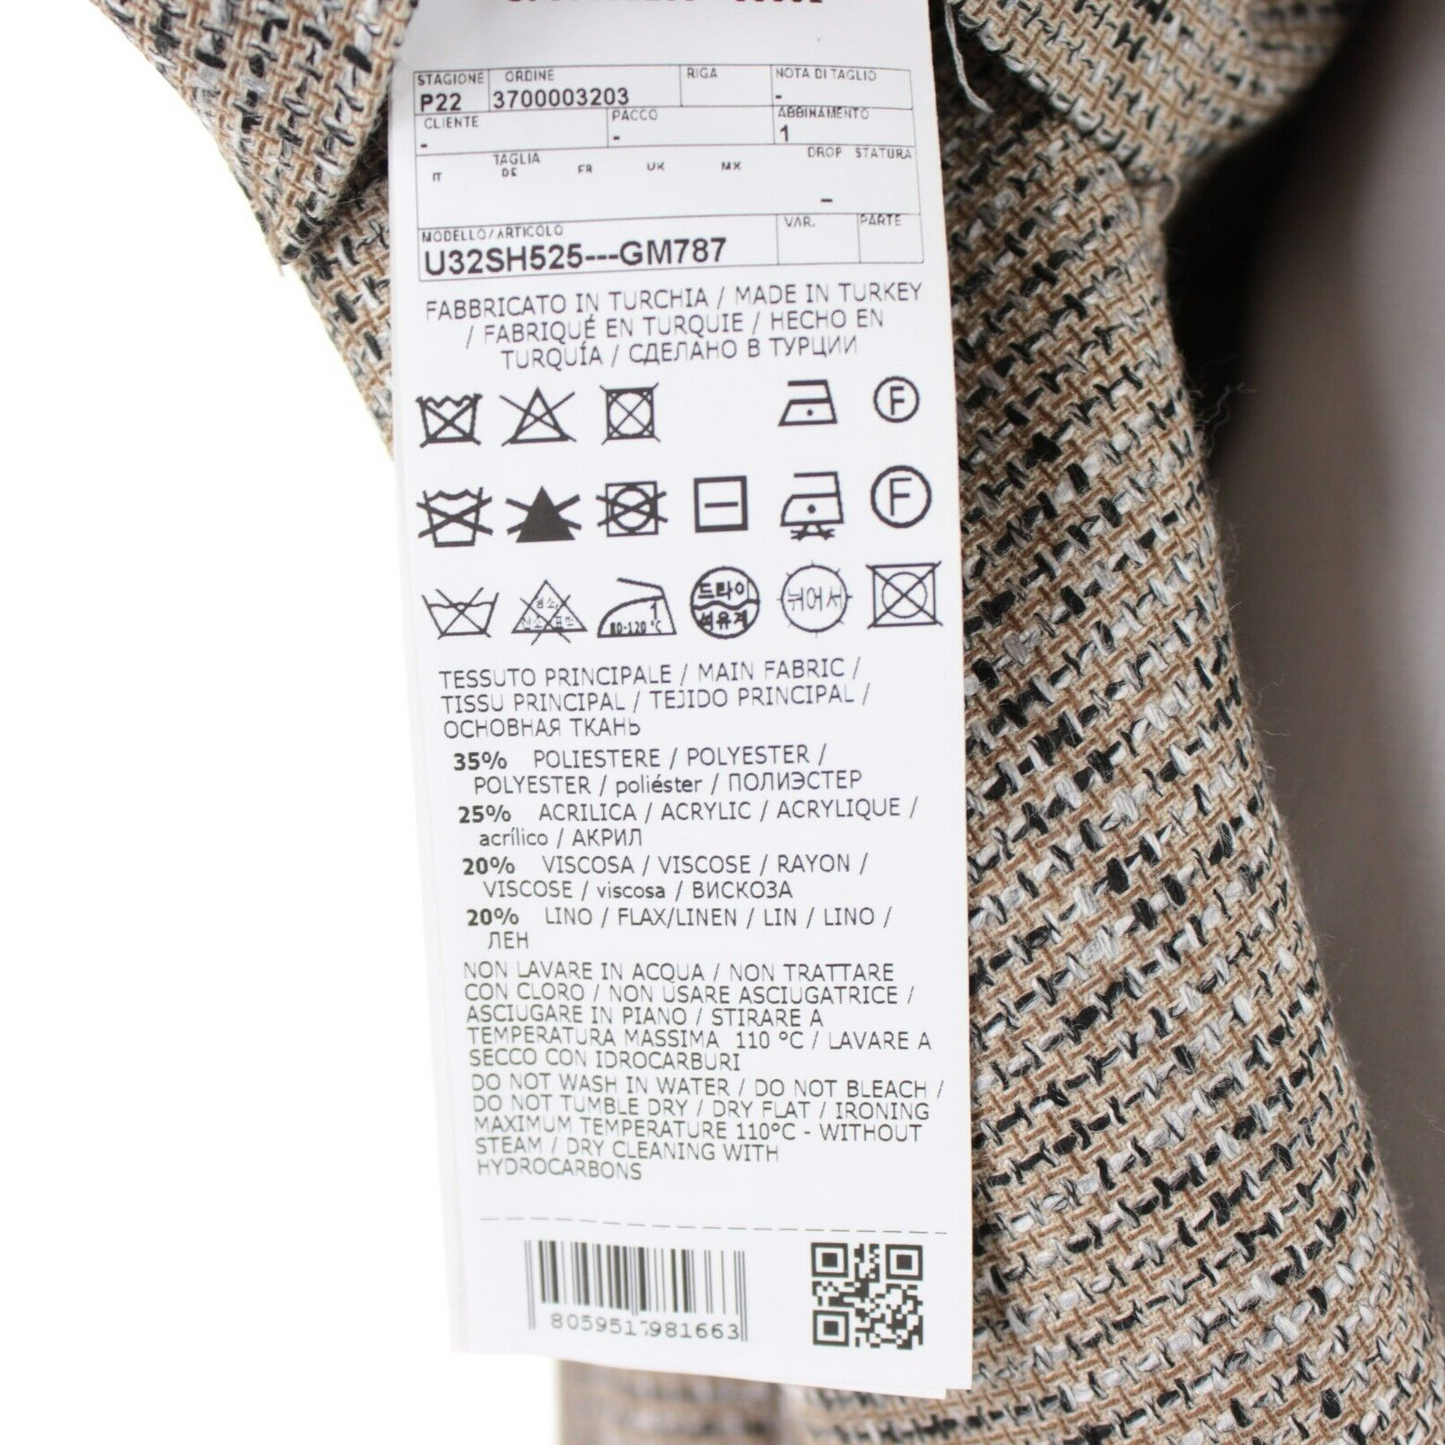 STAGIONE ORDINE RIGA NOTA DI TAGLIO
P22 3700003203 -
CLIENTE PACCO ABBINAMENTO
- - 1
TAGLIA DROP STATURA
IT DE FR UK MX
-
MODELLO/ARTICOLO VAR. PARTE
U32SH525---GM787
FABBRICATO IN TURCHIA / MADE IN TURKEY
/ FABRIQUÉ EN TURQUIE / HECHO EN
TURQUÍA / СДЕЛАНО В ТУРЦИИ
F
F
드라이
석유계
1
80-120 °C
뉘어서
TESSUTO PRINCIPALE / MAIN FABRIC /
TISSU PRINCIPAL / TEJIDO PRINCIPAL /
ОСНОВНАЯ ТКАНЬ
35% POLIESTERE / POLYESTER /
POLYESTER / poliéster / ПОЛИЭСТЕР
25% ACRILICA / ACRYLIC / ACRYLIQUE /
acrílico / АКРИЛ
20% VISCOSA / VISCOSE / RAYON /
VISCOSE / viscosa / ВИСКОЗА
20% LINO / FLAX/LINEN / LIN / LINO /
ЛЕН
NON LAVARE IN ACQUA / NON TRATTARE
CON CLORO / NON USARE ASCIUGATRICE /
ASCIUGARE IN PIANO / STIRARE A
TEMPERATURA MASSIMA 110 °C / LAVARE A
SECCO CON IDROCARBURI
DO NOT WASH IN WATER / DO NOT BLEACH /
DO NOT TUMBLE DRY / DRY FLAT / IRONING
MAXIMUM TEMPERATURE 110°C - WITHOUT
STEAM / DRY CLEANING WITH
HYDROCARBONS
8059517981663